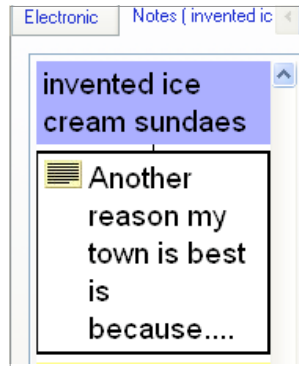 Electronic
Notes ( invented ic
invented ice
cream sundaes
Another
reason my
town is best
is
because....